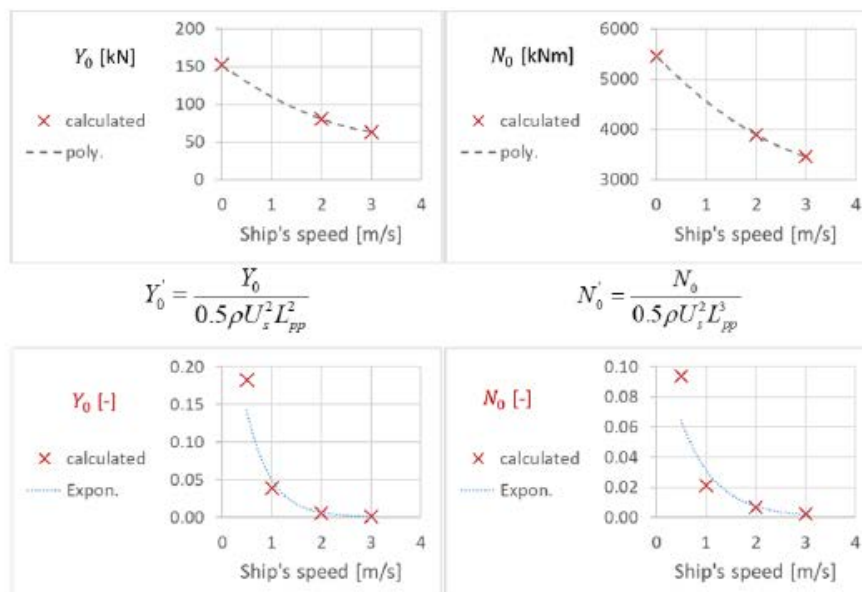 Y₀ [kN]
calculated
poly.
200
150
100
50
0
0 1 2 3 4
Ship's speed [m/s]
N₀ [kNm]
calculated
poly.
6000
5000
4000
3000
0 1 2 3 4
Ship's speed [m/s]
Y₀' = Y₀ / 0.5ρUₛ²Lₚₚ²
N₀' = N₀ / 0.5ρUₛ²Lₚₚ³
Y₀ [-]
calculated
Expon.
0.20
0.15
0.10
0.05
0.00
0 1 2 3 4
Ship's speed [m/s]
N₀ [-]
calculated
Expon.
0.10
0.08
0.06
0.04
0.02
0.00
0 1 2 3 4
Ship's speed [m/s]